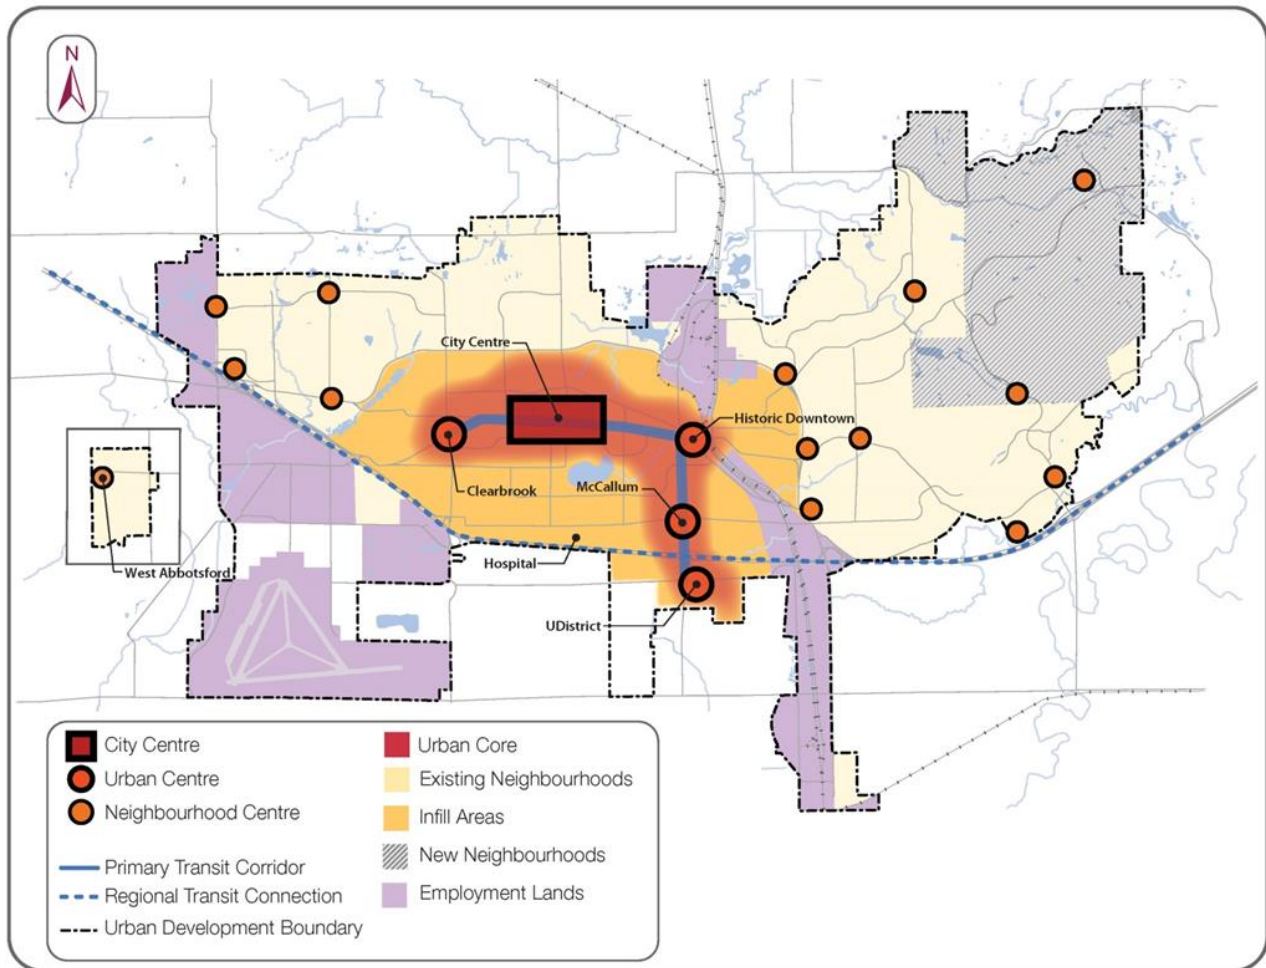 N
City Centre
Historic Downtown
McCallum
Clearbrook
Hospital
West Abbotsford
UDistrict
City Centre
Urban Centre
Neighbourhood Centre
Primary Transit Corridor
Regional Transit Connection
Urban Development Boundary
Urban Core
Existing Neighbourhoods
Infill Areas
New Neighbourhoods
Employment Lands